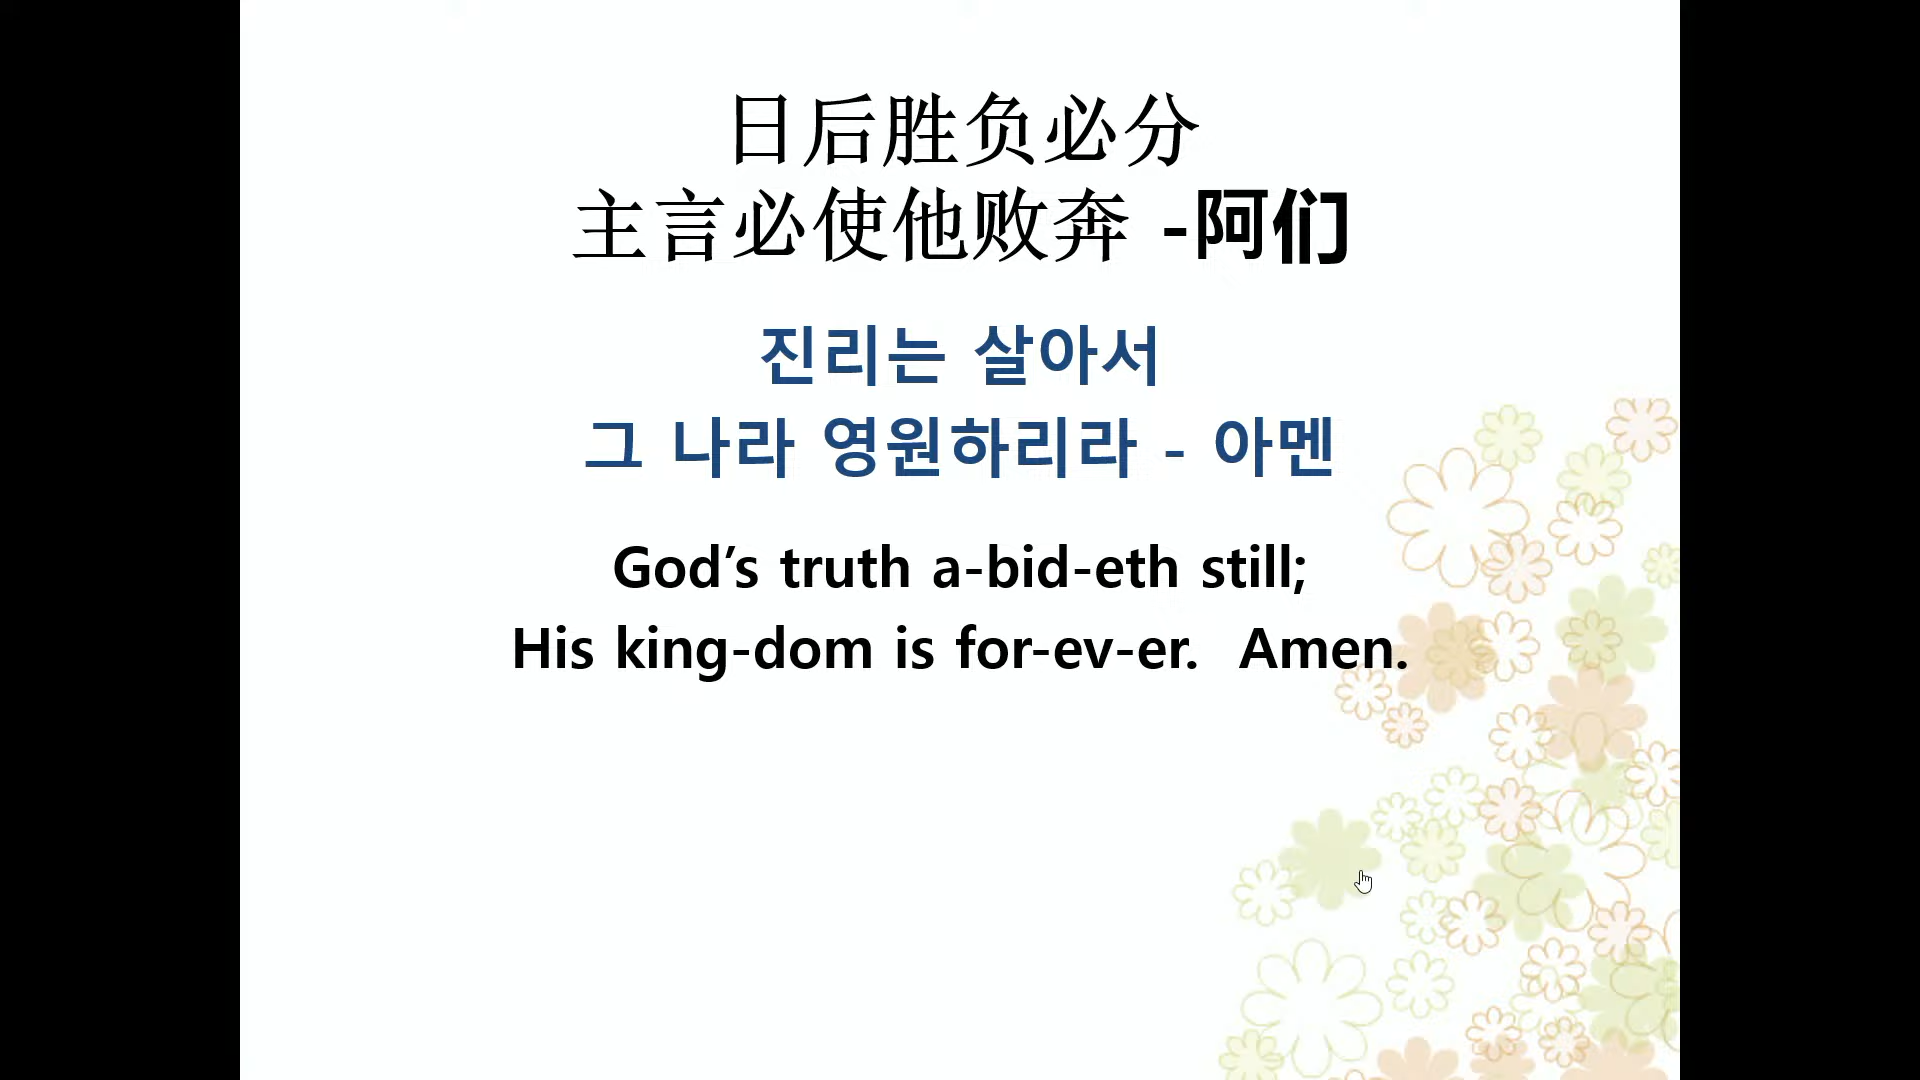 日后胜负必分
主言必使他败奔 -阿们
진리는 살아서
그 나라 영원하리라 - 아멘
God’s truth a-bid-eth still;
His king-dom is for-ev-er.  Amen.